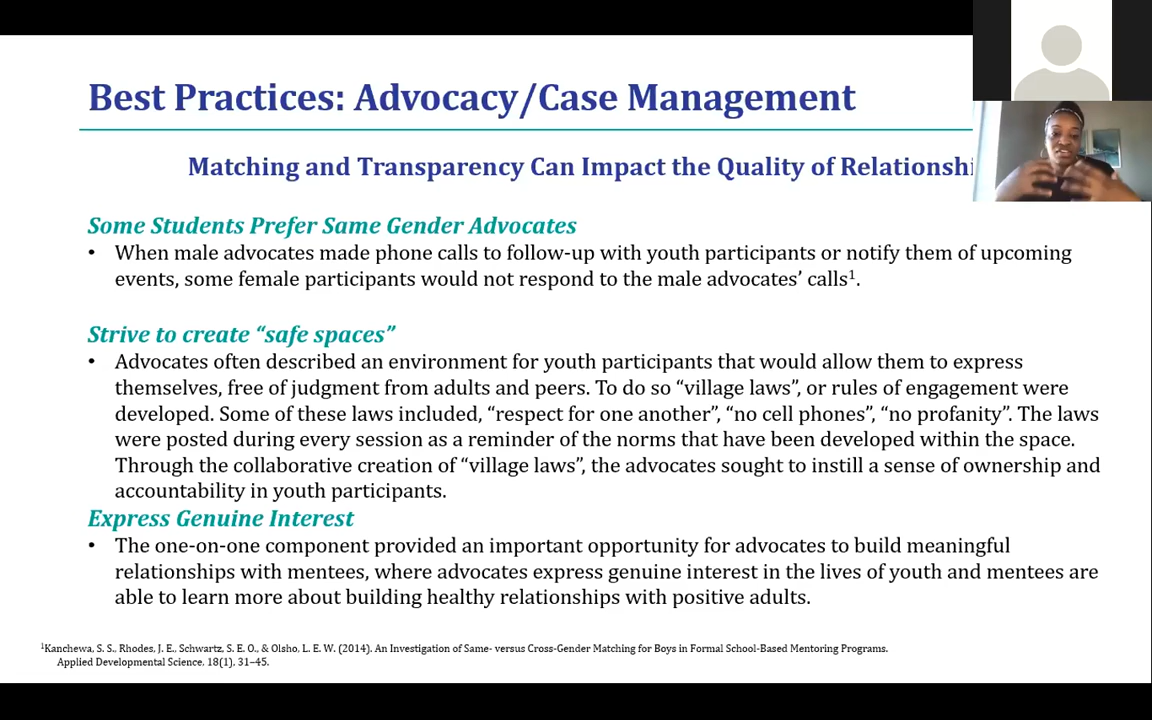 Best Practices: Advocacy/Case Management
Matching and Transparency Can Impact the Quality of
Some Students Prefer Same Gender Advocates
• When male advocates made phone calls to follow-up with youth participants or notify them of upcoming
events, some female participants would not respond to the male advocates’ calls¹.
Strive to create “safe spaces”
• Advocates often described an environment for youth participants that would allow them to express
themselves, free of judgment from adults and peers. To do so “village laws”, or rules of engagement were
developed. Some of these laws included, “respect for one another”, “no cell phones”, “no profanity”. The laws
were posted during every session as a reminder of the norms that have been developed within the space.
Through the collaborative creation of “village laws”, the advocates sought to instill a sense of ownership and
accountability in youth participants.
Express Genuine Interest
• The one-on-one component provided an important opportunity for advocates to build meaningful
relationships with mentees, where advocates express genuine interest in the lives of youth and mentees are
able to learn more about building healthy relationships with positive adults.
¹Kanchewa, S. S., Rhodes, J. E., Schwartz, S. E. O., & Olsho, L. E. W. (2014). An Investigation of Same- versus Cross-Gender Matching for Boys in Formal School-Based Mentoring Programs.
Applied Developmental Science, 18(1). 31–45.